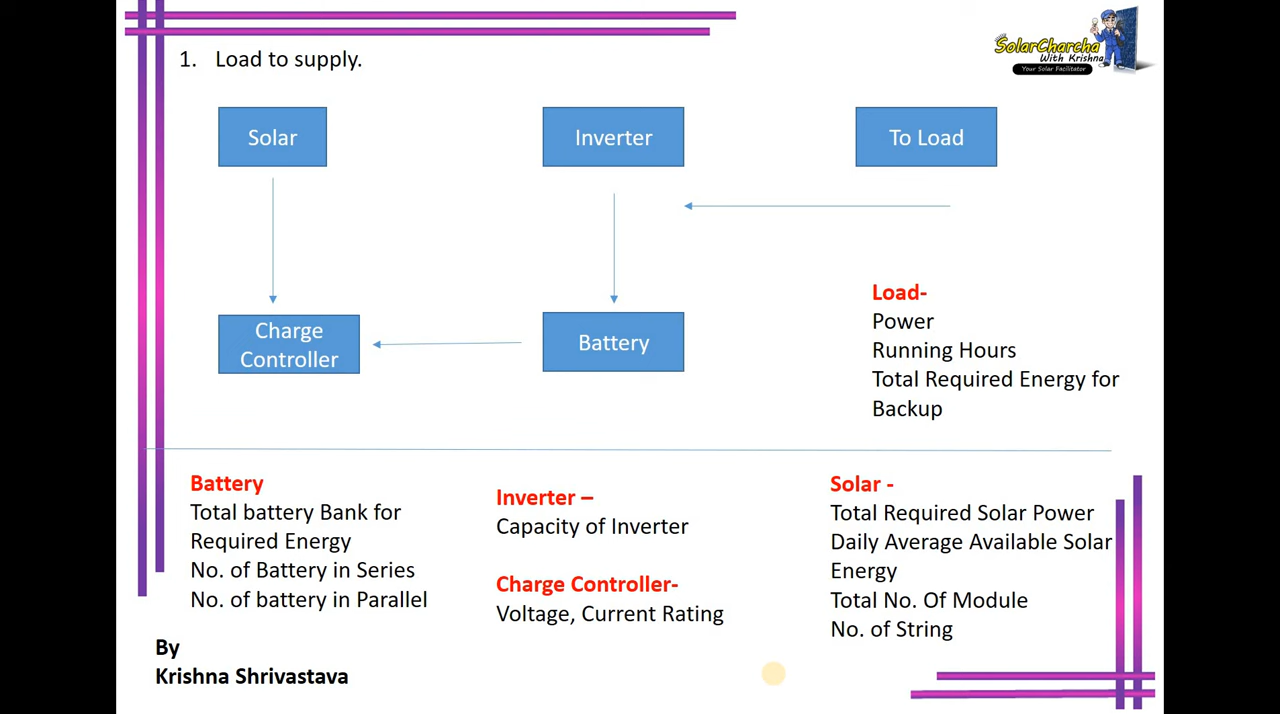 SolarCharcha
With Krishna
Your Solar Facilitator
1. Load to supply.
Solar
Inverter
To Load
Charge
Controller
Battery
Load-
Power
Running Hours
Total Required Energy for
Backup
Battery
Total battery Bank for
Required Energy
No. of Battery in Series
No. of battery in Parallel
Inverter –
Capacity of Inverter
Charge Controller-
Voltage, Current Rating
Solar -
Total Required Solar Power
Daily Average Available Solar
Energy
Total No. Of Module
No. of String
By
Krishna Shrivastava